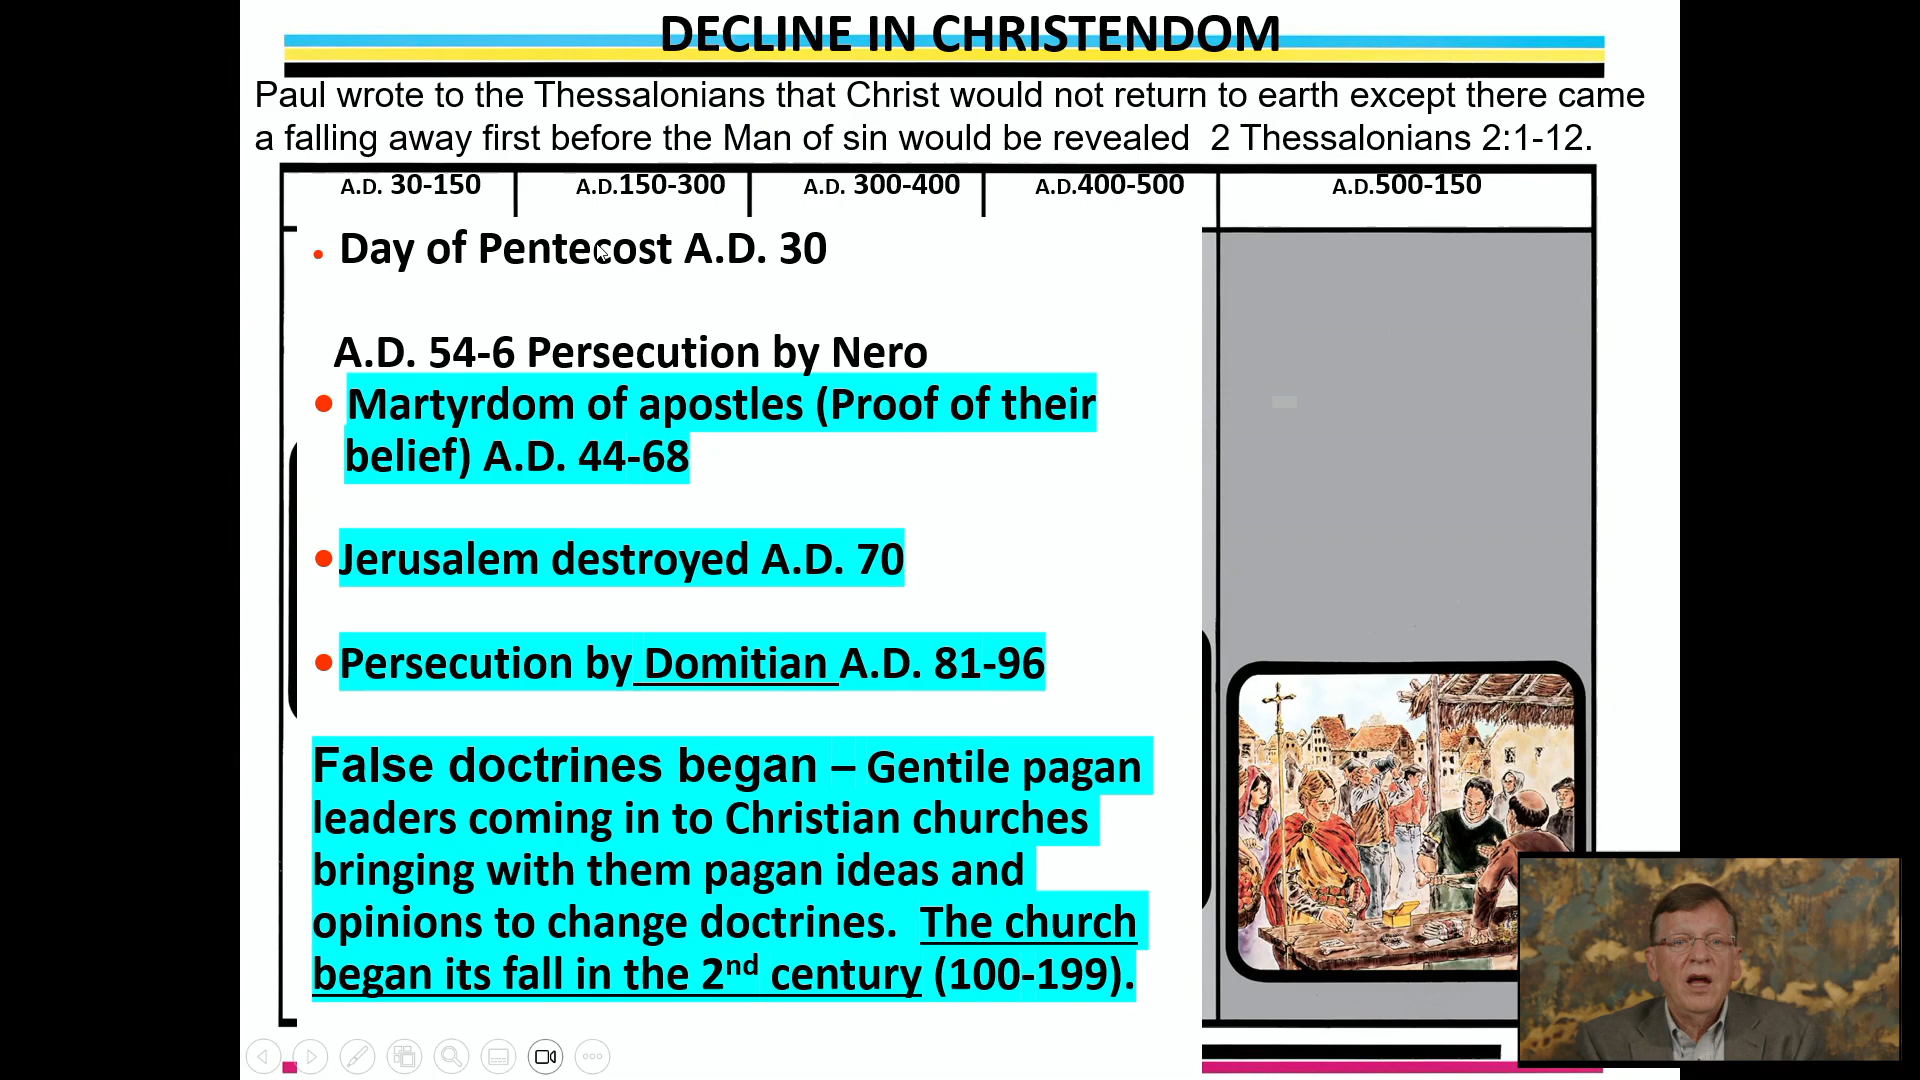 DECLINE IN CHRISTENDOM
Paul wrote to the Thessalonians that Christ would not return to earth except there came
a falling away first before the Man of sin would be revealed 2 Thessalonians 2:1-12.
A.D. 30-150
A.D.150-300
A.D. 300-400
A.D.400-500
A.D.500-150
• Day of Pentecost A.D. 30
A.D. 54-6 Persecution by Nero
• Martyrdom of apostles (Proof of their
belief) A.D. 44-68
• Jerusalem destroyed A.D. 70
• Persecution by Domitian A.D. 81-96
False doctrines began – Gentile pagan
leaders coming in to Christian churches
bringing with them pagan ideas and
opinions to change doctrines. The church
began its fall in the 2nd century (100-199).